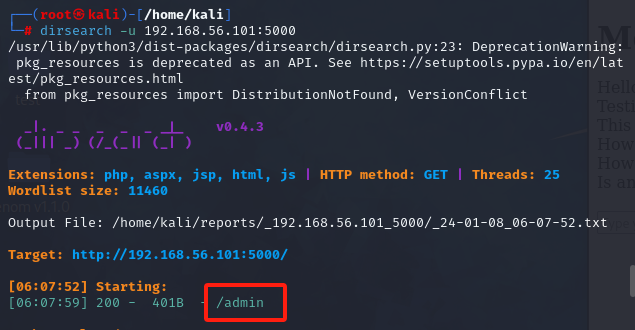 ┌──(root㉿kali)-[/home/kali]
└─# dirsearch -u 192.168.56.101:5000
/usr/lib/python3/dist-packages/dirsearch/dirsearch.py:23: DeprecationWarning:
pkg_resources is deprecated as an API. See https://setuptools.pypa.io/en/lat
est/pkg_resources.html
from pkg_resources import DistributionNotFound, VersionConflict
v0.4.3
Extensions: php, aspx, jsp, html, js | HTTP method: GET | Threads: 25
Wordlist size: 11460
Output File: /home/kali/reports/_192.168.56.101_5000/_24-01-08_06-07-52.txt
Target: http://192.168.56.101:5000/
[06:07:52] Starting:
[06:07:59] 200 - 401B - /admin